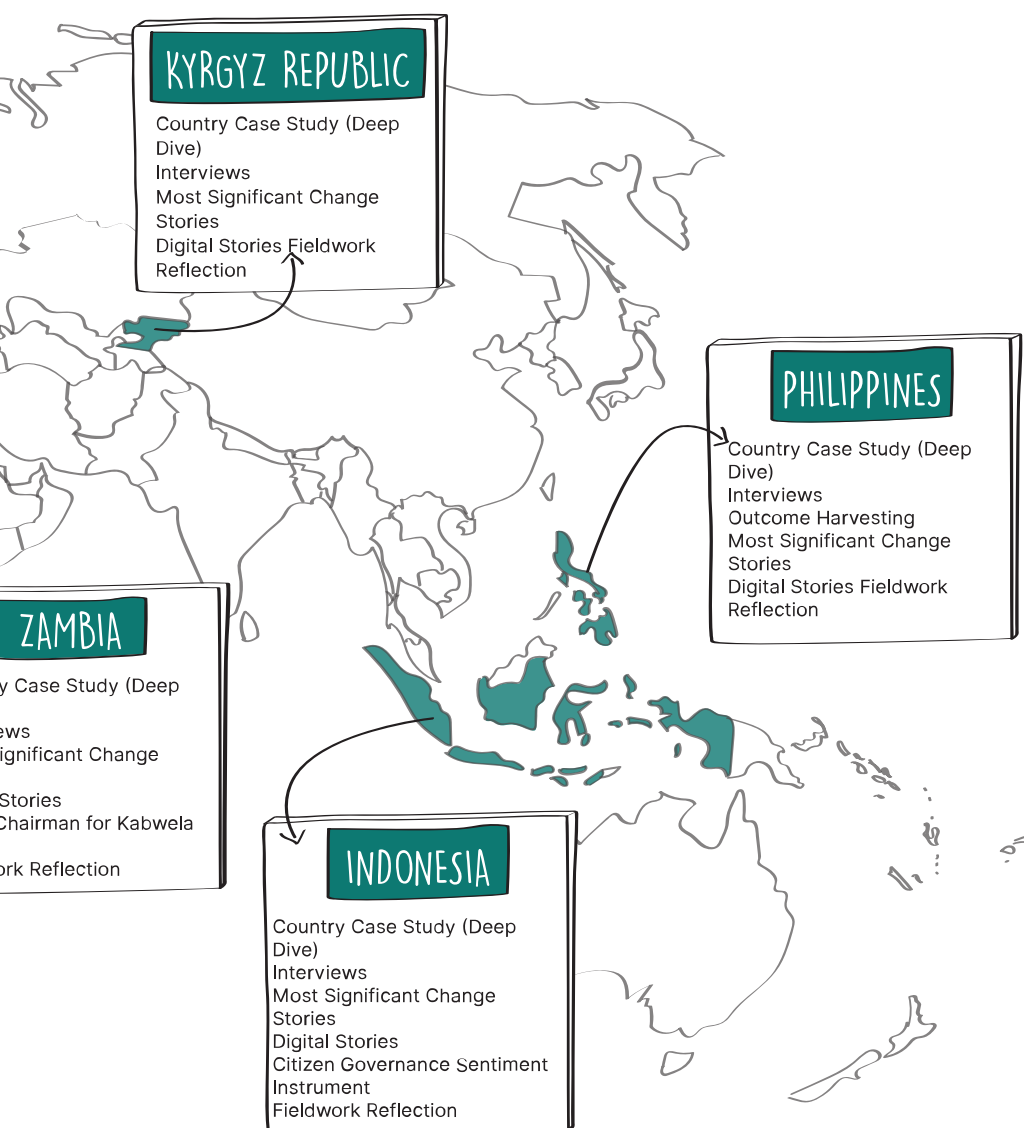 KYRGYZ REPUBLIC
Country Case Study (Deep
Dive)
Interviews
Most Significant Change
Stories
Digital Stories Fieldwork
Reflection
PHILIPPINES
Country Case Study (Deep
Dive)
Interviews
Outcome Harvesting
Most Significant Change
Stories
Digital Stories Fieldwork
Reflection
ZAMBIA
y Case Study (Deep
ews
ignificant Change
Stories
Chairman for Kabwela
ork Reflection
INDONESIA
Country Case Study (Deep
Dive)
Interviews
Most Significant Change
Stories
Digital Stories
Citizen Governance Sentiment
Instrument
Fieldwork Reflection